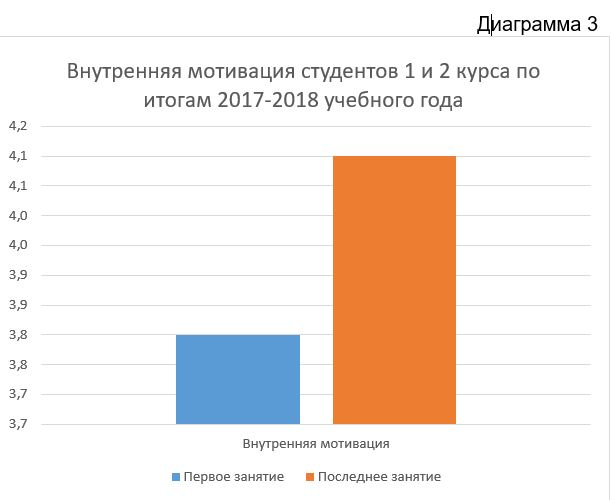 Диаграмма 3
Внутренняя мотивация студентов 1 и 2 курса по
итогам 2017-2018 учебного года
4,2
4,1
4,1
4,0
4,0
3,9
3,9
3,8
3,8
3,7
3,7
Внутренняя мотивация
Первое занятие Последнее занятие